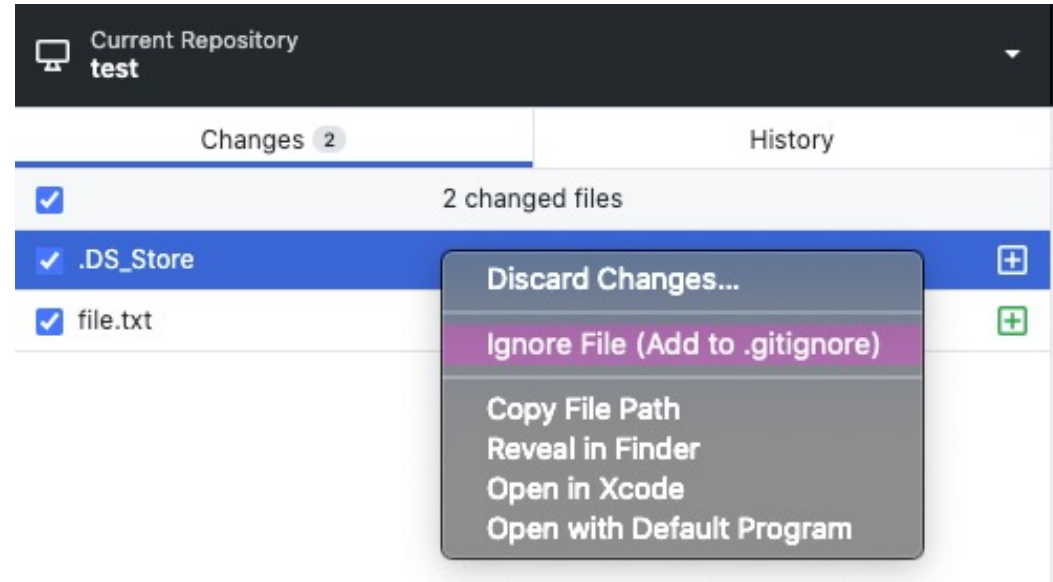 Current Repository
test
Changes 2
History
2 changed files
.DS_Store
file.txt
Discard Changes...
Ignore File (Add to .gitignore)
Copy File Path
Reveal in Finder
Open in Xcode
Open with Default Program